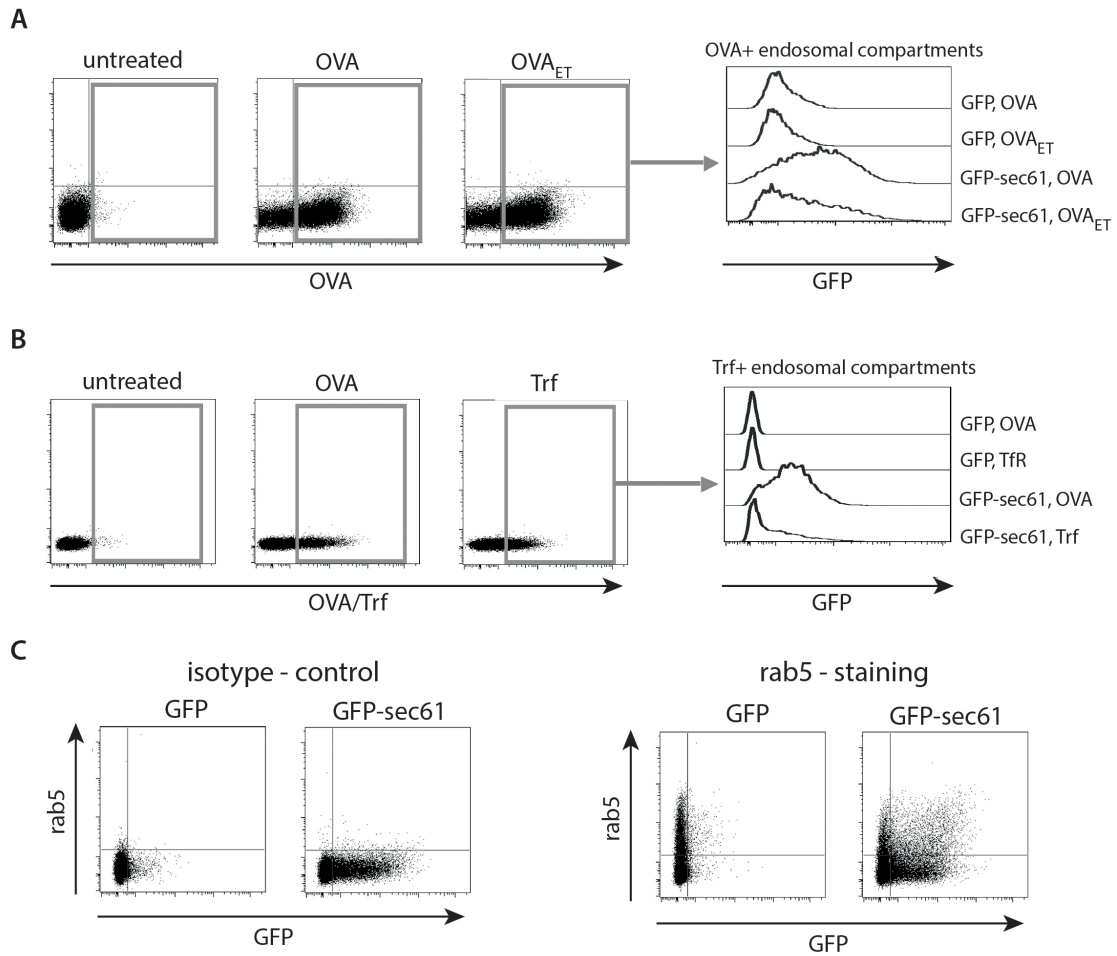 A
untreated
OVA
OVAET
OVA+ endosomal compartments
GFP, OVA
GFP, OVAET
GFP-sec61, OVA
GFP-sec61, OVAET
OVA
GFP
B
untreated
OVA
Trf
Trf+ endosomal compartments
GFP, OVA
GFP, TfR
GFP-sec61, OVA
GFP-sec61, Trf
OVA/Trf
GFP
C
isotype - control
rab5 - staining
GFP
GFP-sec61
GFP
GFP-sec61
rab5
rab5
GFP
GFP